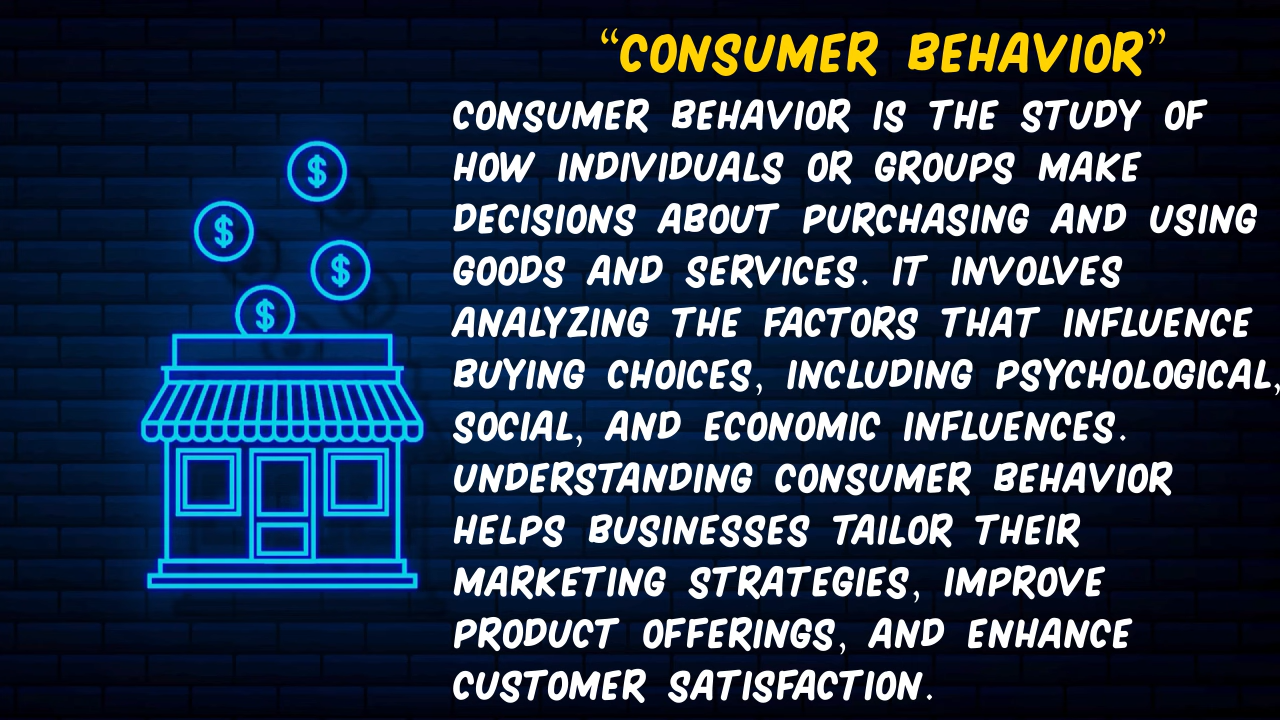 $
$
$
$
“CONSUMER BEHAVIOR”
CONSUMER BEHAVIOR IS THE STUDY OF
HOW INDIVIDUALS OR GROUPS MAKE
DECISIONS ABOUT PURCHASING AND USING
GOODS AND SERVICES. IT INVOLVES
ANALYZING THE FACTORS THAT INFLUENCE
BUYING CHOICES, INCLUDING PSYCHOLOGICAL,
SOCIAL, AND ECONOMIC INFLUENCES.
UNDERSTANDING CONSUMER BEHAVIOR
HELPS BUSINESSES TAILOR THEIR
MARKETING STRATEGIES, IMPROVE
PRODUCT OFFERINGS, AND ENHANCE
CUSTOMER SATISFACTION.